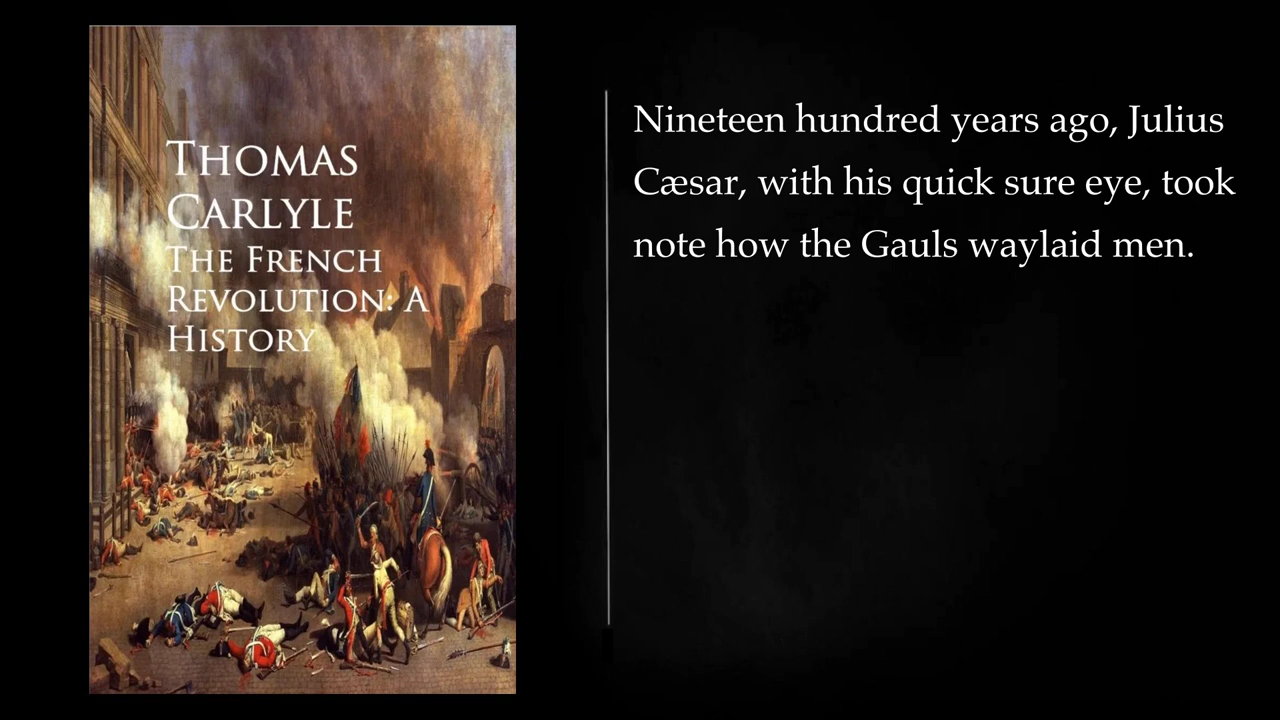 THOMAS
CARLYLE
THE FRENCH
REVOLUTION: A
HISTORY
Nineteen hundred years ago, Julius
Cæsar, with his quick sure eye, took
note how the Gauls waylaid men.